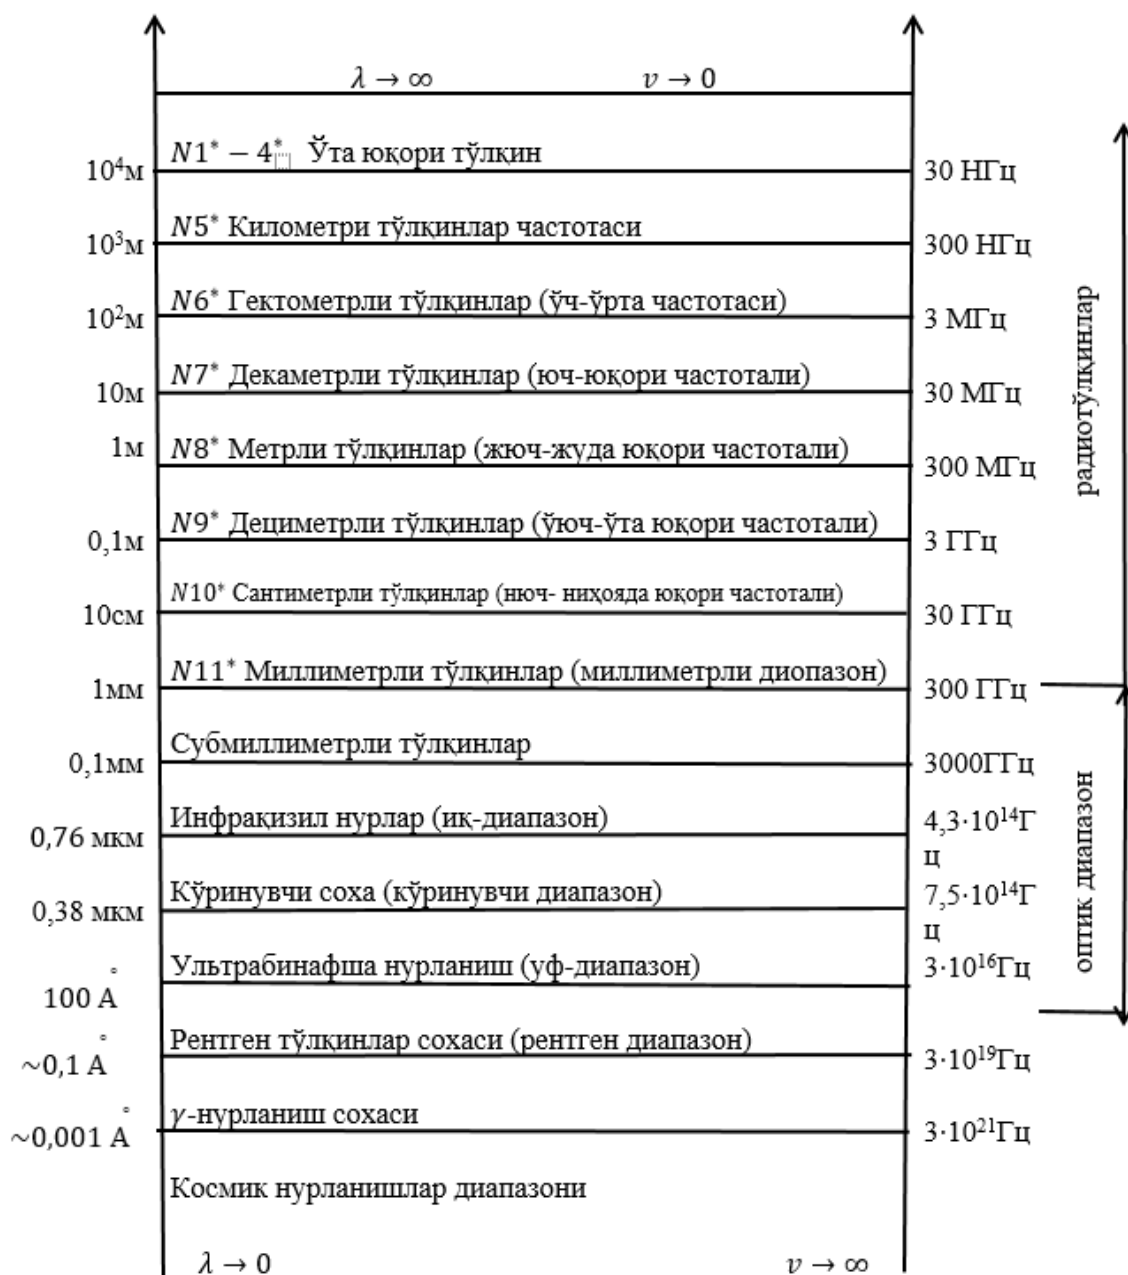 λ → ∞ ν → 0
N1* − 4* Ўта юқори тўлқин
10⁴м 30 НГц
N5* Километри тўлқинлар частотаси
10³м 300 НГц
N6* Гектометрли тўлқинлар (ўч-ўрта частотаси)
10²м 3 МГц
N7* Декаметрли тўлқинлар (юч-юқори частотали)
10м 30 МГц
N8* Метрли тўлқинлар (жюч-жуда юқори частотали)
1м 300 МГц
N9* Дециметрли тўлқинлар (ўюч-ўта юқори частотали)
0,1м 3 ГГц
N10* Сантиметрли тўлқинлар (нюч- ниҳояда юқори частотали)
10см 30 ГГц
N11* Миллиметрли тўлқинлар (миллиметрли диопазон)
1мм 300 ГГц
Субмиллиметрли тўлқинлар
0,1мм 3000ГГц
Инфрақизил нурлар (иқ-диапазон)
0,76 мкм 4,3·10¹⁴Г
ц
Кўринувчи соха (кўринувчи диапазон)
0,38 мкм 7,5·10¹⁴Г
ц
Ультрабинафша нурланиш (уф-диапазон)
100 Å 3·10¹⁶Гц
Рентген тўлқинлар сохаси (рентген диапазон)
~0,1 Å 3·10¹⁹Гц
γ-нурланиш сохаси
~0,001 Å 3·10²¹Гц
Космик нурланишлар диапазони
λ → 0 ν → ∞
радиотўлқинлар
оптик диапазон